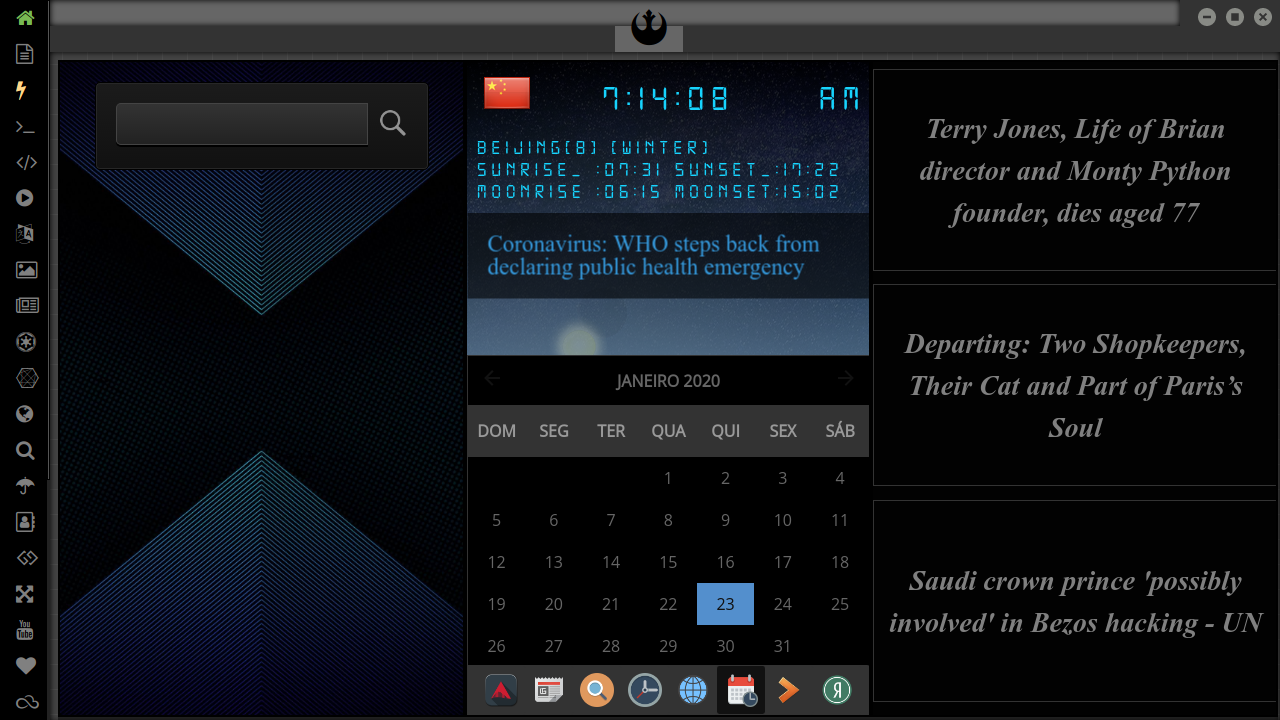 7:14:08 AM
BEIJING(8) (WINTER)
SUNRISE_ :07:31 SUNSET_:17:22
MOONRISE :06:15 MOONSET:15:02
Coronavirus: WHO steps back from
declaring public health emergency
JANEIRO 2020
DOM SEG TER QUA QUI SEX SÁB
1 2 3 4
5 6 7 8 9 10 11
12 13 14 15 16 17 18
19 20 21 22 23 24 25
26 27 28 29 30 31
Terry Jones, Life of Brian
director and Monty Python
founder, dies aged 77
Departing: Two Shopkeepers,
Their Cat and Part of Paris’s
Soul
Saudi crown prince 'possibly
involved' in Bezos hacking - UN
You
Tube
Я